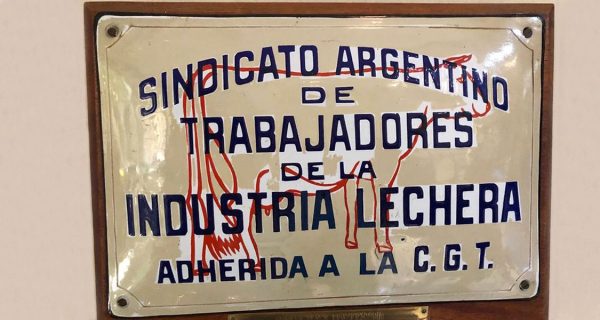 SINDICATO ARGENTINO
DE
TRABAJADORES
DE LA
INDUSTRIA LECHERA
ADHERIDA A LA C.G.T.